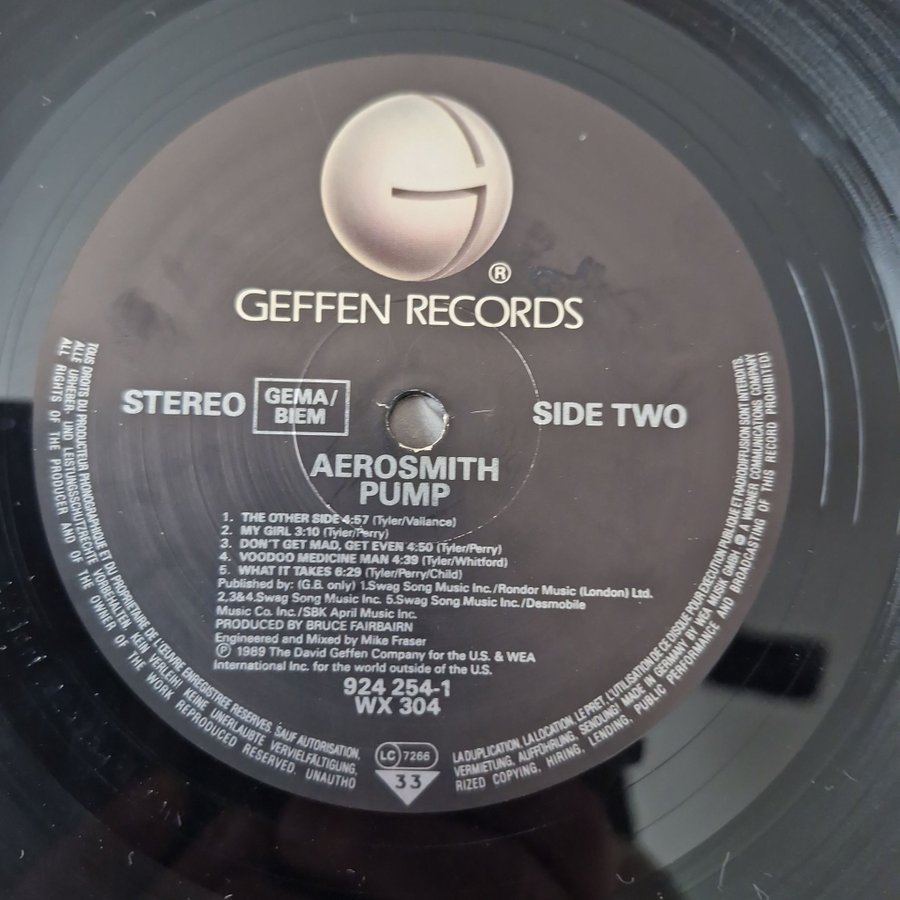 ®
GEFFEN RECORDS
STEREO
GEMA/
BIEM
SIDE TWO
AEROSMITH
PUMP
1. THE OTHER SIDE 4:57 (Tyler/Vallance)
2. MY GIRL 3:10 (Tyler/Perry)
3. DON'T GET MAD, GET EVEN 4:50 (Tyler/Perry)
4. VOODOO MEDICINE MAN 4:39 (Tyler/Whitford)
5. WHAT IT TAKES 6:29 (Tyler/Perry/Child)
Published by: (G.B. only) 1.Swag Song Music Inc./Rondor Music (London) Ltd.
2,3&4.Swag Song Music Inc. 5.Swag Song Music Inc./Desmobile
Music Co. Inc./SBK April Music Inc.
PRODUCED BY BRUCE FAIRBAIRN
Engineered and Mixed by Mike Fraser
Ⓟ 1989 The David Geffen Company for the U.S. & WEA
International Inc. for the world outside of the U.S.
924 254-1
WX 304
LC 7266
33
TOUS DROITS DU PRODUCTEUR PHONOGRAPHIQUE ET DU PROPRIETAIRE DE L'ŒUVRE ENREGISTREE RESERVES. SAUF AUTORISATION,
LA DUPLICATION, LA LOCATION, LE PRET, L'UTILISATION DE CE DISQUE POUR EXECUTION PUBLIQUE ET RADIODIFFUSION SONT INTERDITS.
ALLE URHEBER- UND LEISTUNGSSCHUTZRECHTE VORBEHALTEN. KEIN VERLEIH! KEINE UNERLAUBTE VERVIELFÄLTIGUNG,
VERMIETUNG, AUFFÜHRUNG, SENDUNG! MADE IN GERMANY BY WEA MUSIK GMBH A WARNER COMMUNICATIONS COMPANY
ALL RIGHTS OF THE PRODUCER AND OF THE OWNER OF THE WORK REPRODUCED RESERVED, UNAUTHO
RIZED COPYING, HIRING, LENDING, PUBLIC PERFORMANCE AND BROADCASTING OF THIS RECORD PROHIBITED!